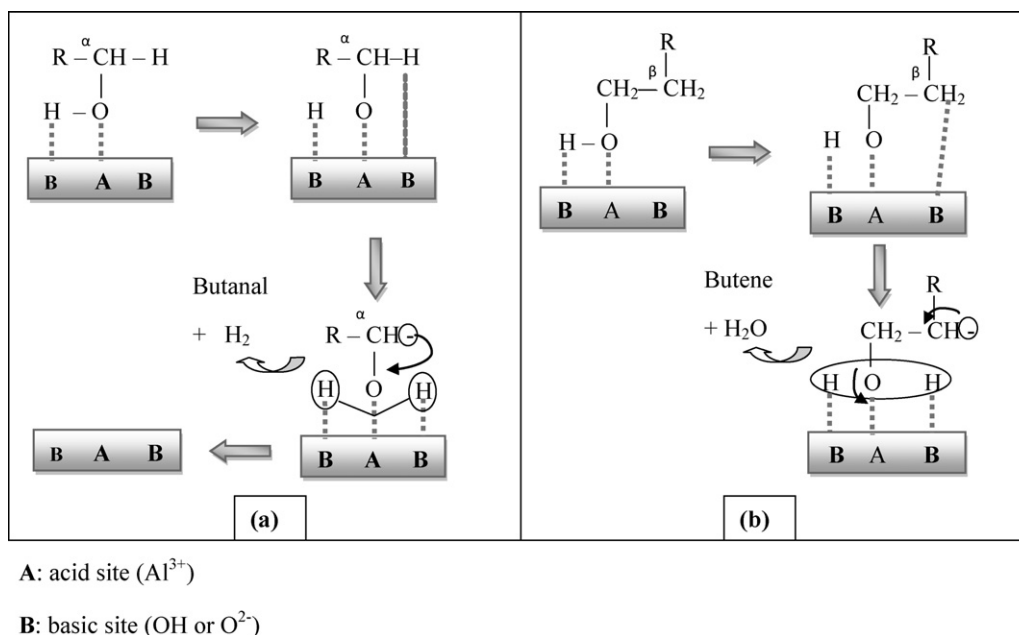 α
R – CH – H
H – O
B A B
α
R – CH – H
H O
B A B
Butanal
+ H₂
α
R – CH -
O
H H
B A B
B A B
(a)
R
β
CH₂ – CH₂
H – O
B A B
R
β
CH₂ – CH₂
H O
B A B
Butene
+ H₂O
R
CH₂ – CH -
H O H
B A B
(b)
A: acid site (Al³⁺)
B: basic site (OH or O²⁻)